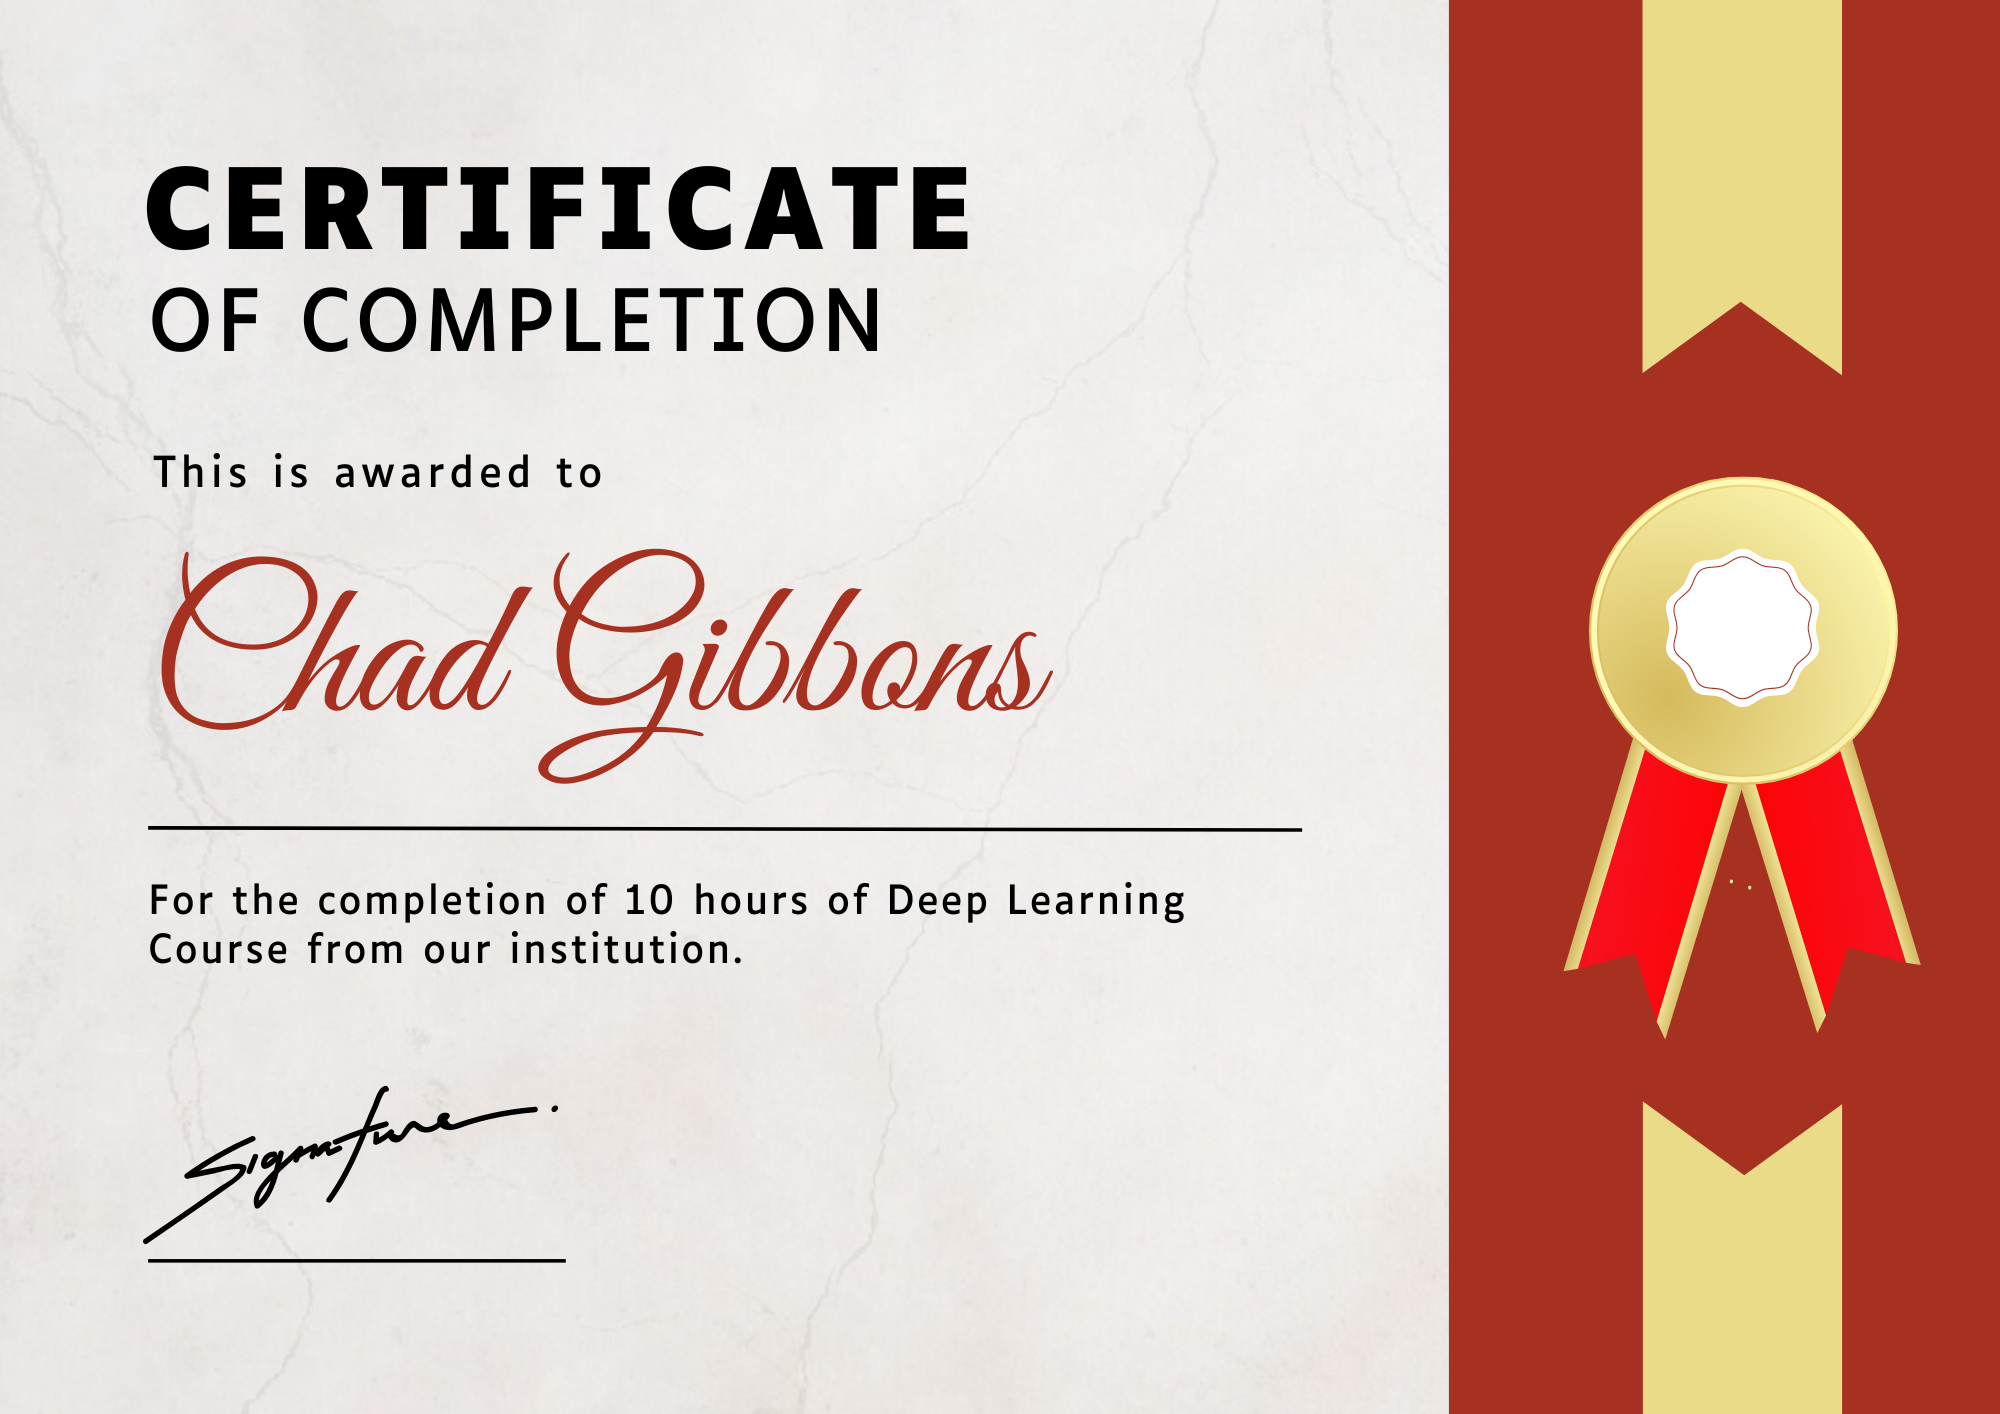 CERTIFICATE
OF COMPLETION
This is awarded to
Chad Gibbons
For the completion of 10 hours of Deep Learning
Course from our institution.
Signature